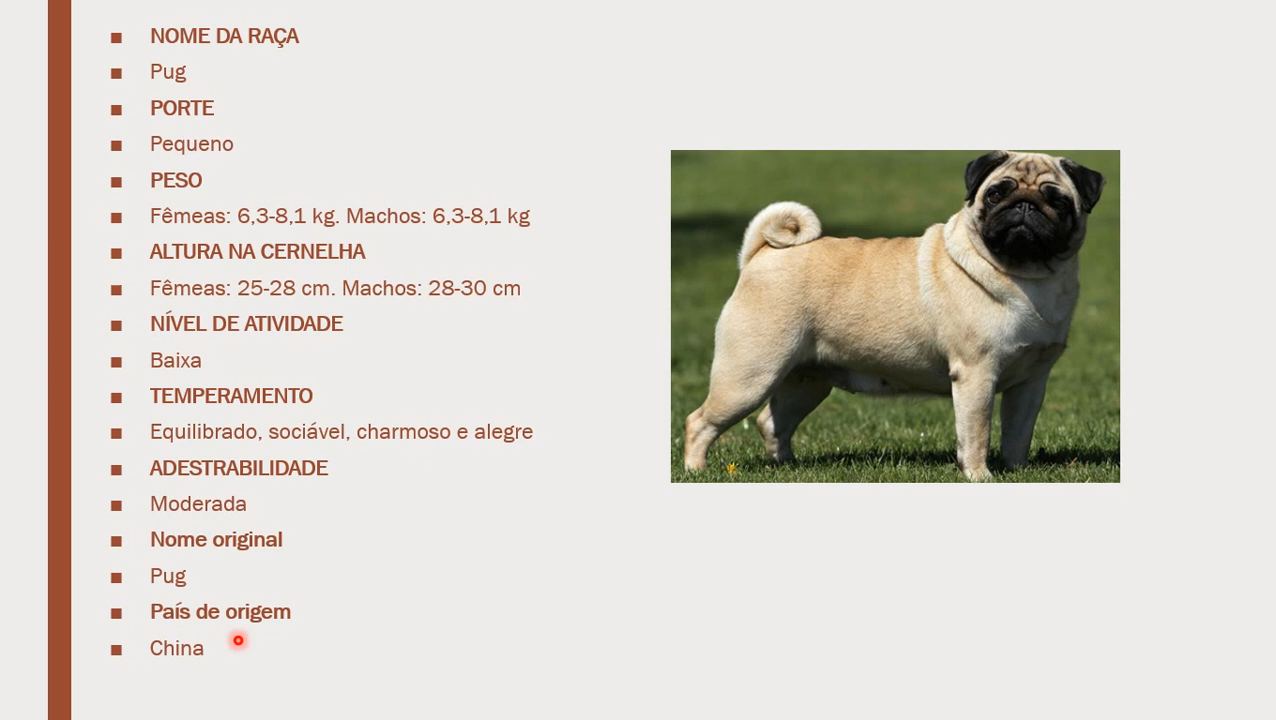 NOME DA RAÇA
Pug
PORTE
Pequeno
PESO
Fêmeas: 6,3-8,1 kg. Machos: 6,3-8,1 kg
ALTURA NA CERNELHA
Fêmeas: 25-28 cm. Machos: 28-30 cm
NÍVEL DE ATIVIDADE
Baixa
TEMPERAMENTO
Equilibrado, sociável, charmoso e alegre
ADESTRABILIDADE
Moderada
Nome original
Pug
País de origem
China